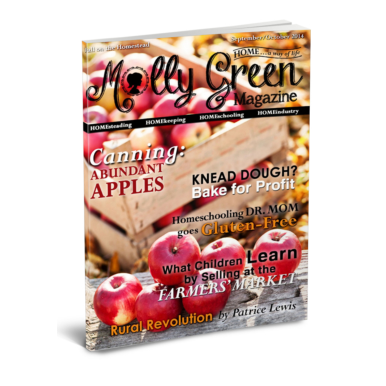 Fall on the Homestead
September/October 2014
HOME... a way of life
Molly Green
Magazine
HOMEsteading HOMEkeeping HOMEschooling HOMEindustry
Canning:
ABUNDANT
APPLES
KNEAD DOUGH?
Bake for Profit
Homeschooling DR. MOM
goes Gluten-Free
What Children Learn
by Selling at the
FARMERS' MARKET
Rural Revolution by Patrice Lewis